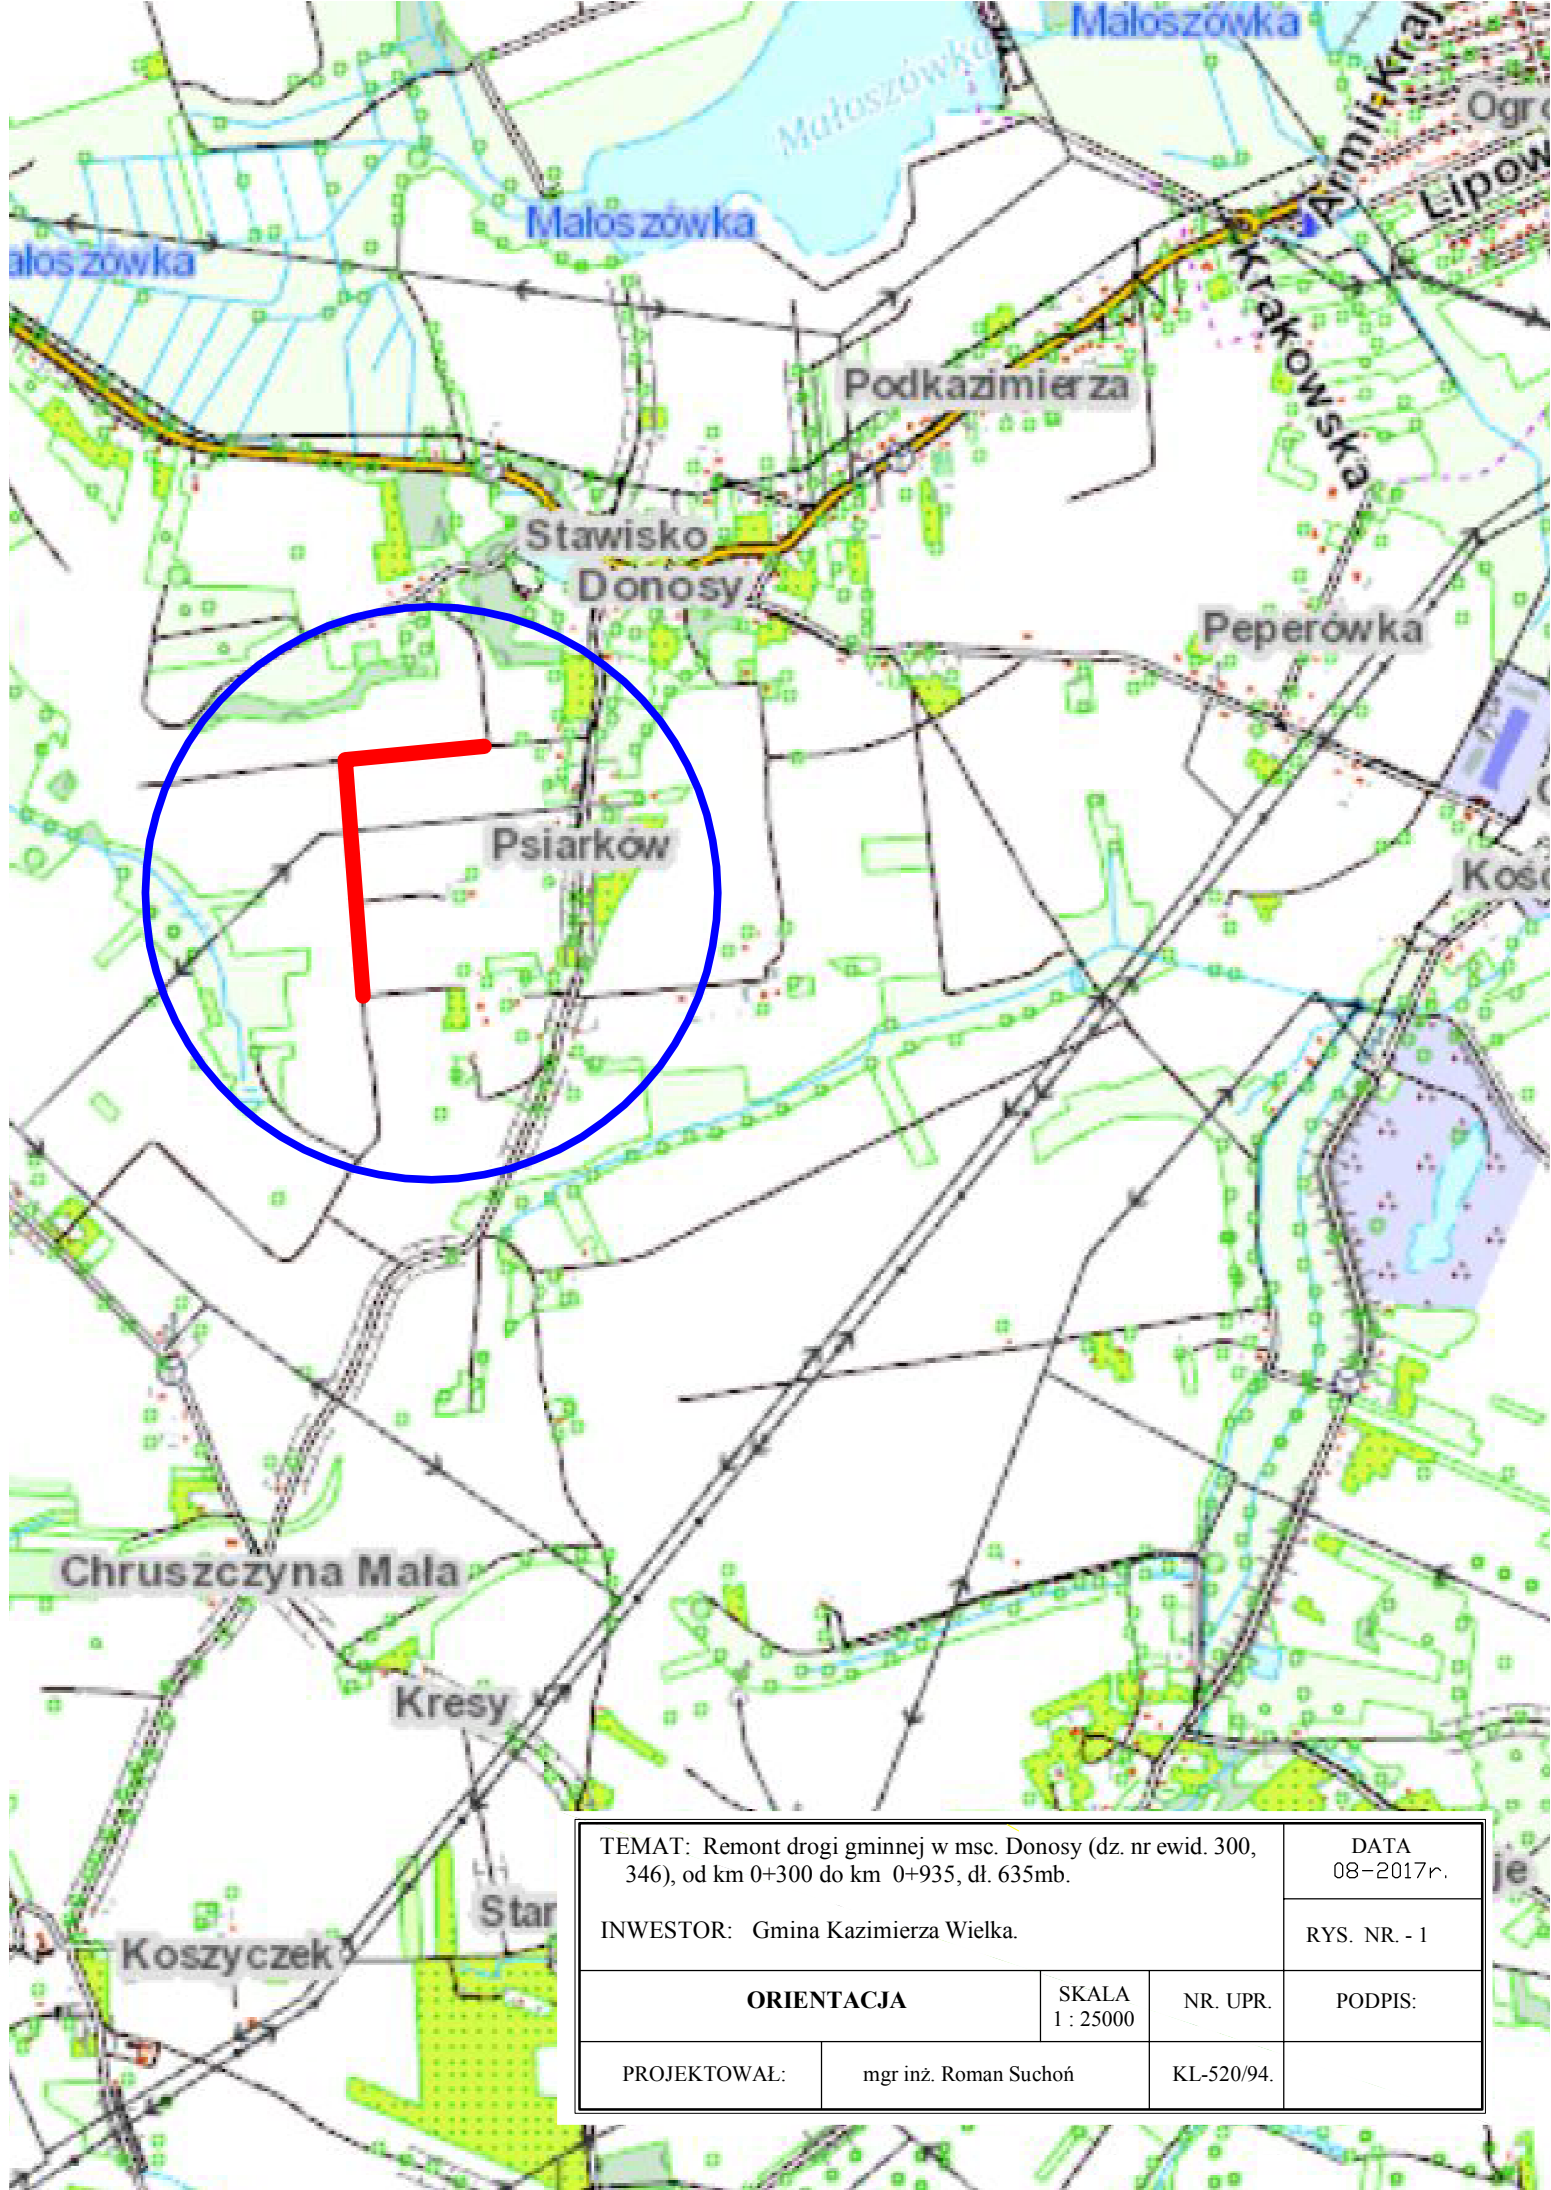 Małoszówka
Małoszówka
Armii-Kraj
Ogro
Lipow
Małoszówka
ałoszówka
Krakowska
Podkazimierza
Stawisko
Donosy
Peperówka
Psiarków
Kość
Chruszczyna Mała
Kresy
Star
Koszyczek
je
TEMAT: Remont drogi gminnej w msc. Donosy (dz. nr ewid. 300,
346), od km 0+300 do km 0+935, dł. 635mb.
DATA
08-2017r.
INWESTOR: Gmina Kazimierza Wielka.
RYS. NR. - 1
ORIENTACJA
SKALA
1 : 25000
NR. UPR.
PODPIS:
PROJEKTOWAŁ:
mgr inż. Roman Suchoń
KL-520/94.